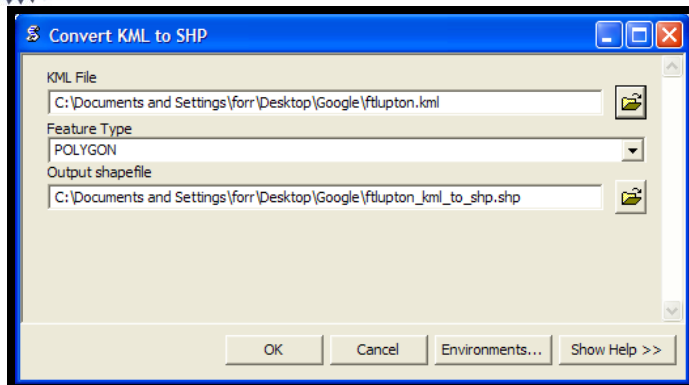 Convert KML to SHP
KML File
C:\Documents and Settings\forr\Desktop\Google\ftlupton.kml
Feature Type
POLYGON
Output shapefile
C:\Documents and Settings\forr\Desktop\Google\ftlupton_kml_to_shp.shp
OK Cancel Environments... Show Help >>